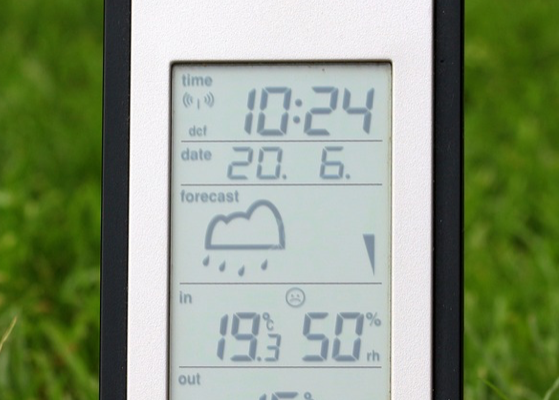 time
10:24
dcf
date 20. 6.
forecast
in
19.3 °C 50 % rh
out